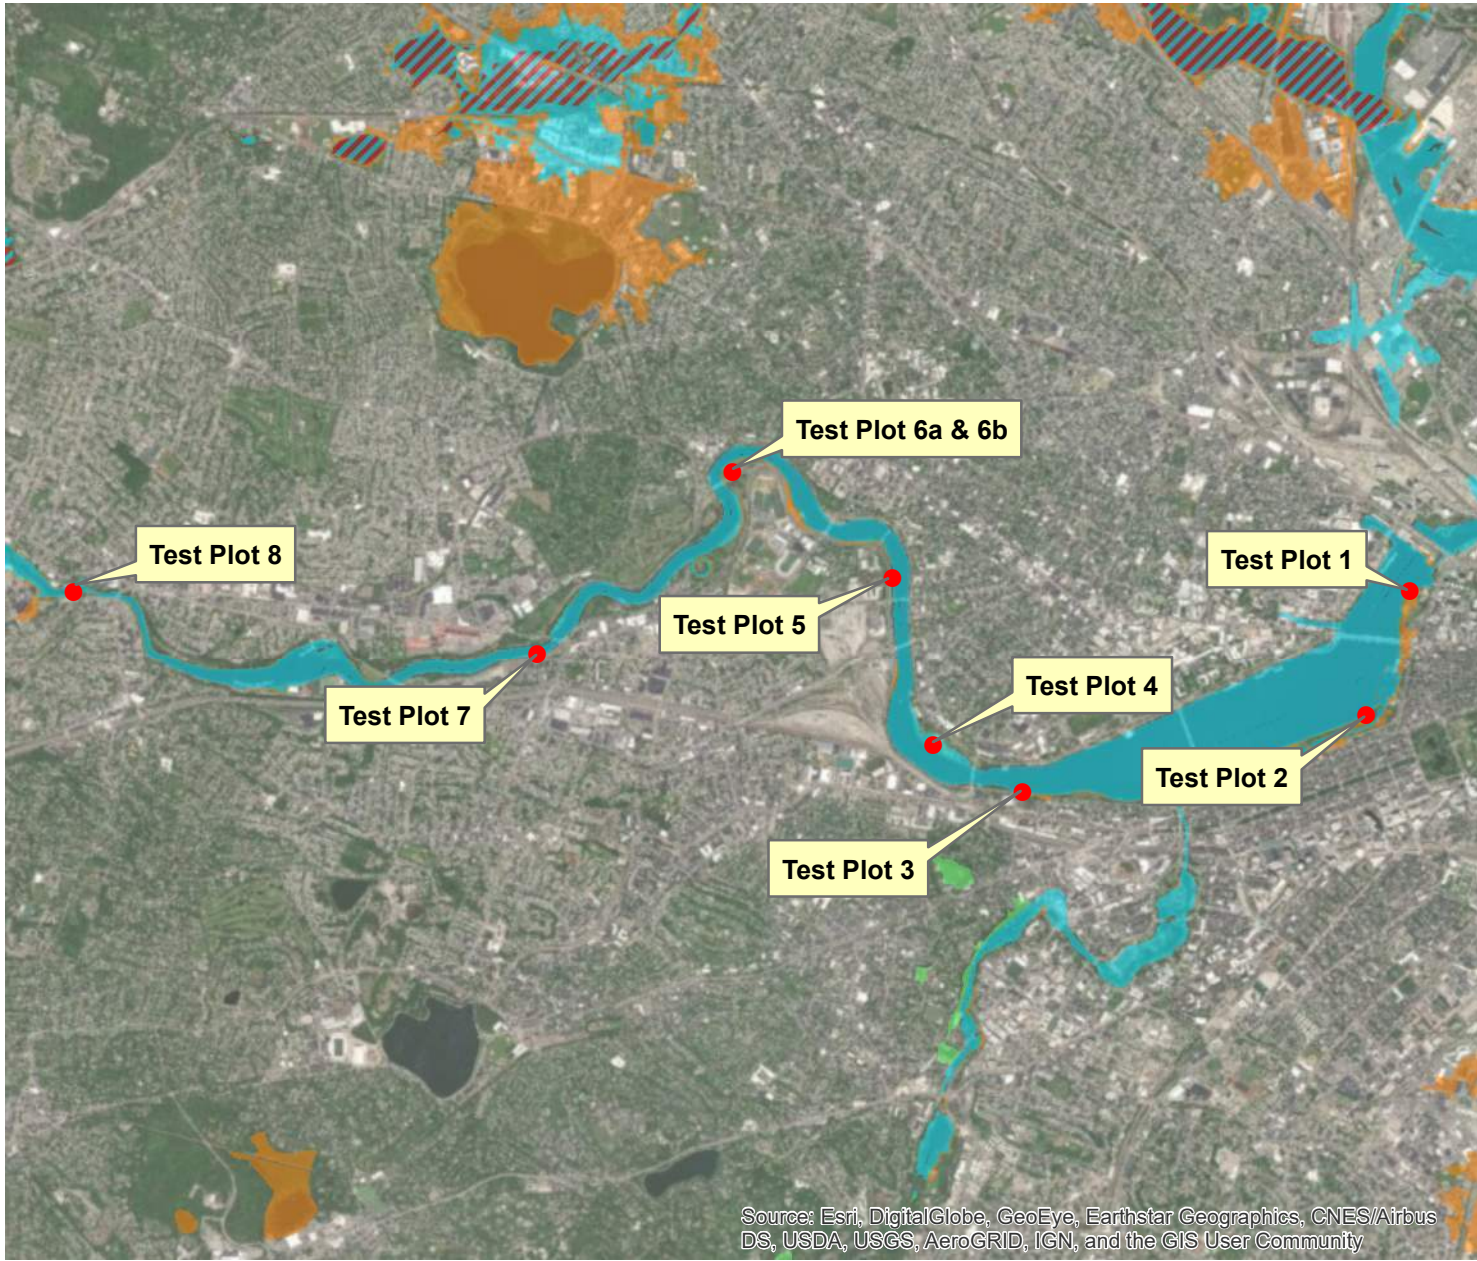 Test Plot 6a & 6b
Test Plot 8
Test Plot 1
Test Plot 5
Test Plot 4
Test Plot 7
Test Plot 2
Test Plot 3
Source: Esri, DigitalGlobe, GeoEye, Earthstar Geographics, CNES/Airbus
DS, USDA, USGS, AeroGRID, IGN, and the GIS User Community